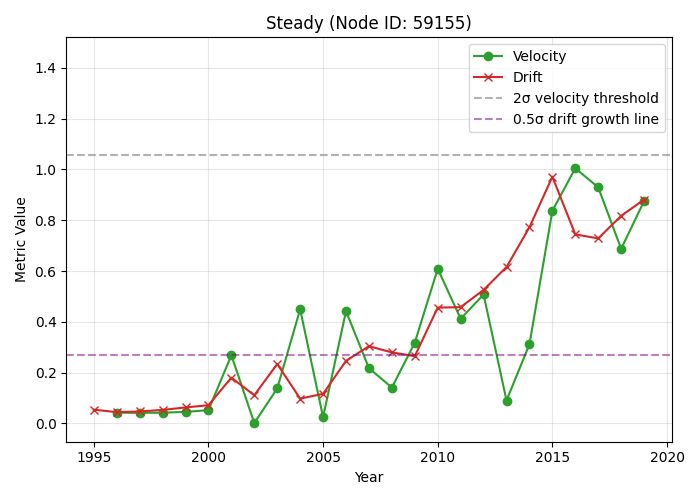 Steady (Node ID: 59155)
Velocity
Drift
2σ velocity threshold
0.5σ drift growth line
Metric Value
1.4
1.2
1.0
0.8
0.6
0.4
0.2
0.0
1995
2000
2005
2010
2015
2020
Year